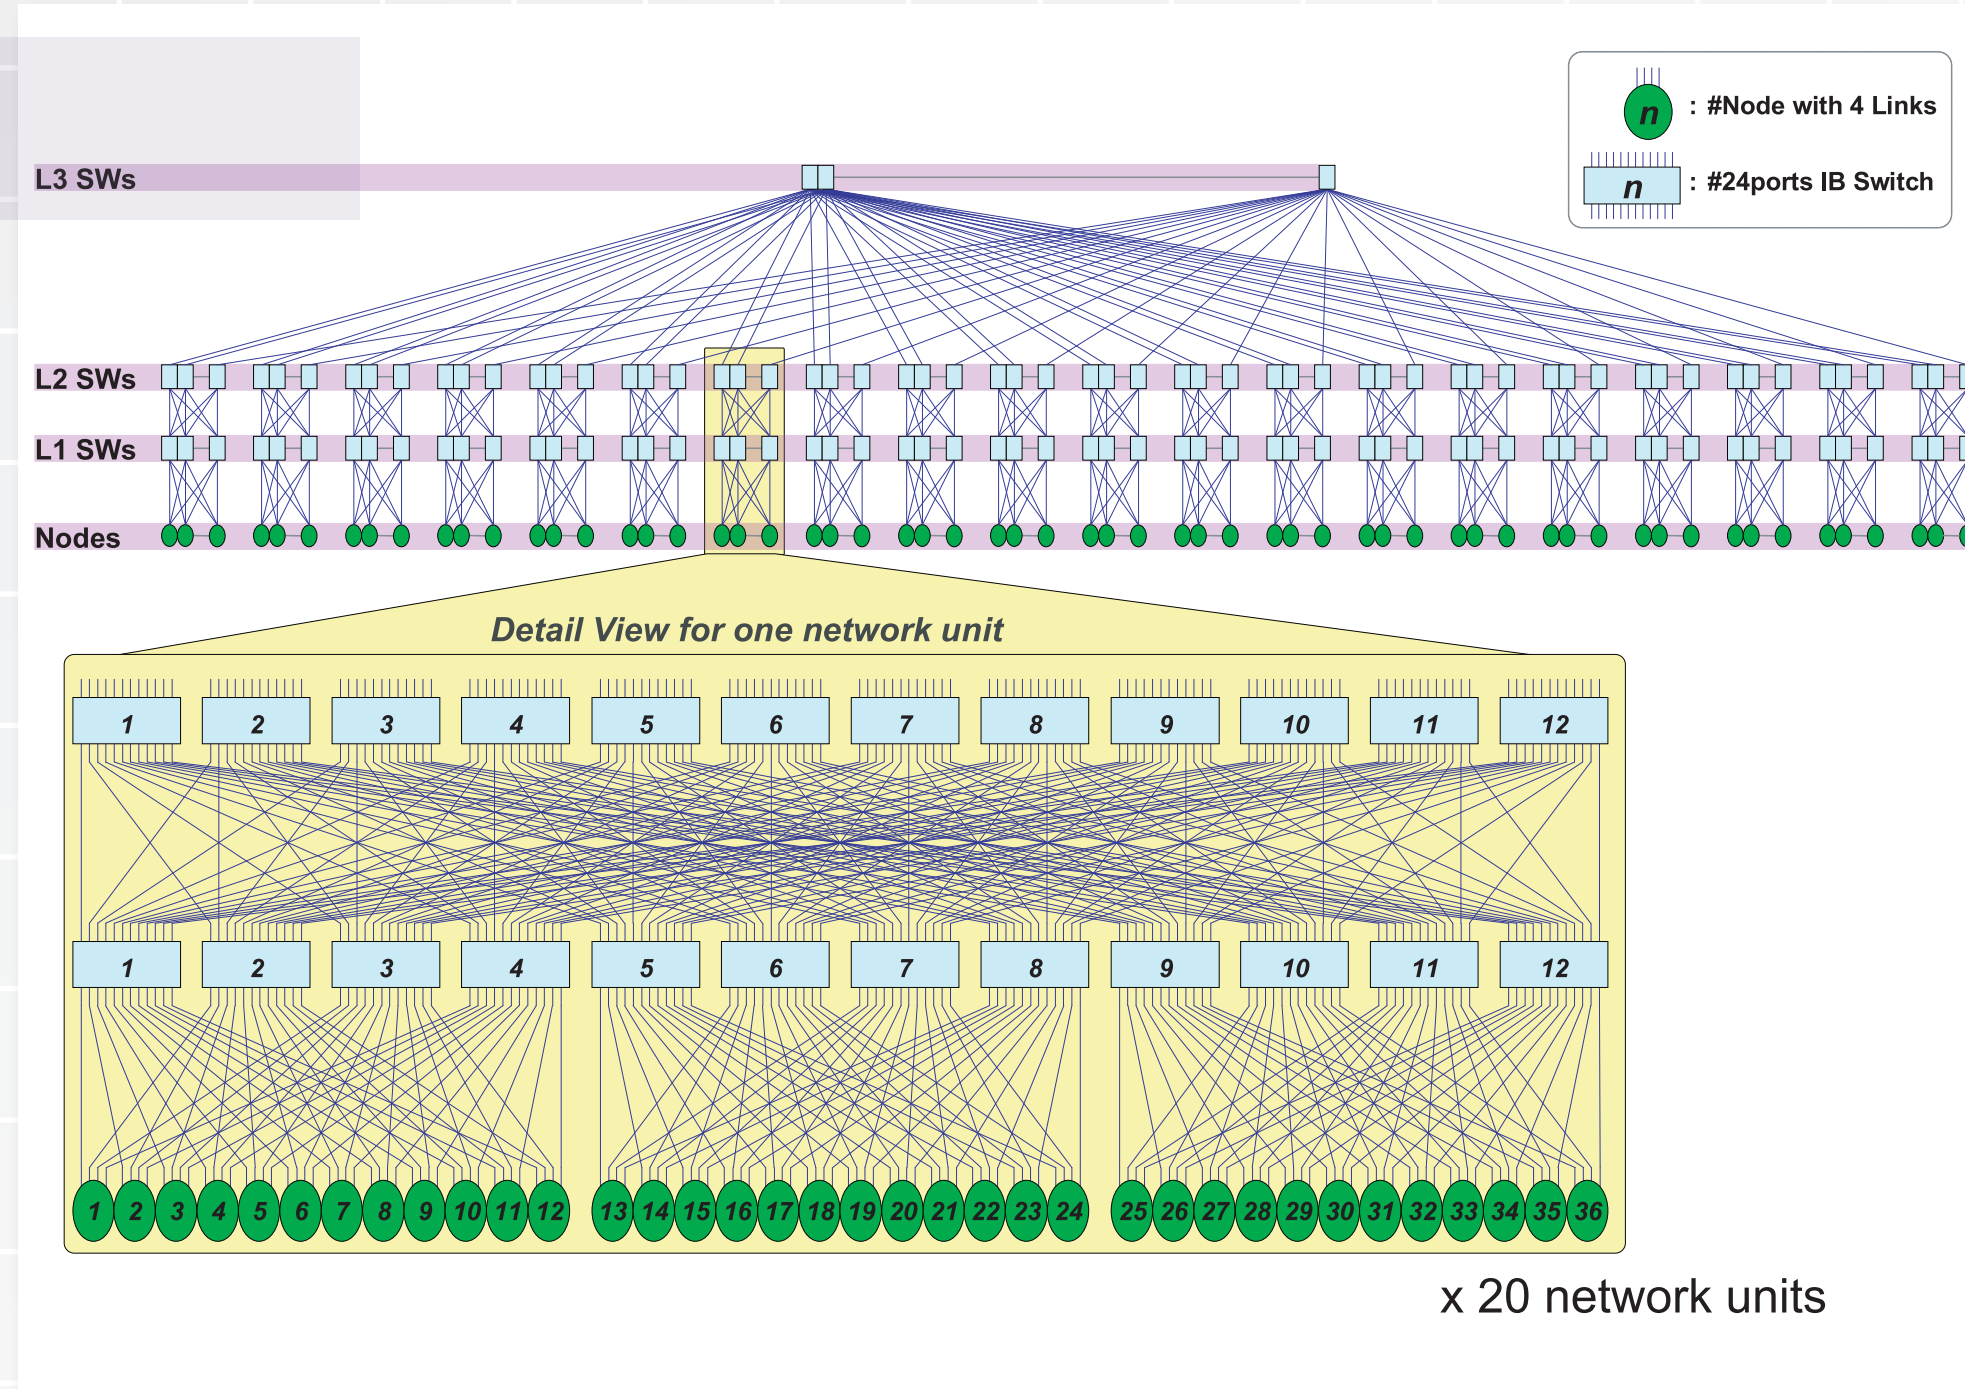 n : #Node with 4 Links
n : #24ports IB Switch
L3 SWs
L2 SWs
L1 SWs
Nodes
Detail View for one network unit
1 2 3 4 5 6 7 8 9 10 11 12
1 2 3 4 5 6 7 8 9 10 11 12
1 2 3 4 5 6 7 8 9 10 11 12 13 14 15 16 17 18 19 20 21 22 23 24 25 26 27 28 29 30 31 32 33 34 35 36
x 20 network units